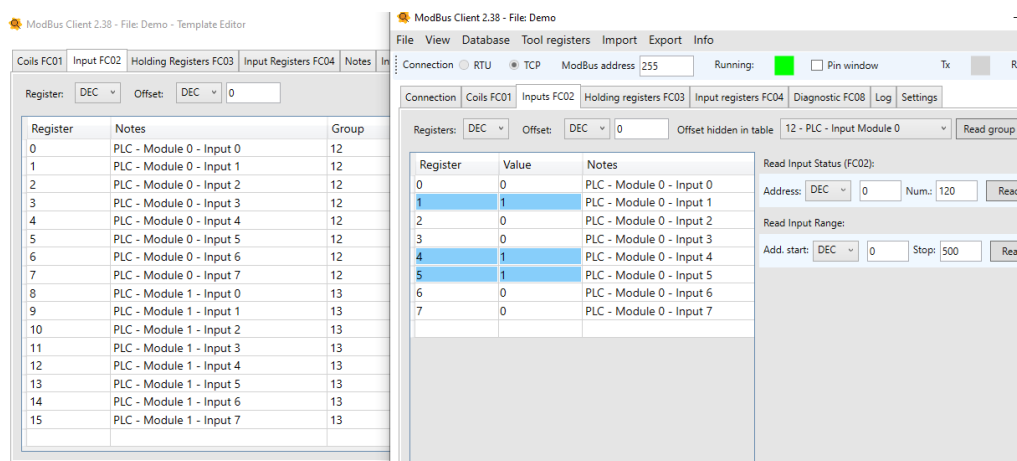 ModBus Client 2.38 - File: Demo - Template Editor
Coils FC01 Input FC02 Holding Registers FC03 Input Registers FC04 Notes In
Register: DEC Offset: DEC 0
Register Notes Group
0 PLC - Module 0 - Input 0 12
1 PLC - Module 0 - Input 1 12
2 PLC - Module 0 - Input 2 12
3 PLC - Module 0 - Input 3 12
4 PLC - Module 0 - Input 4 12
5 PLC - Module 0 - Input 5 12
6 PLC - Module 0 - Input 6 12
7 PLC - Module 0 - Input 7 12
8 PLC - Module 1 - Input 0 13
9 PLC - Module 1 - Input 1 13
10 PLC - Module 1 - Input 2 13
11 PLC - Module 1 - Input 3 13
12 PLC - Module 1 - Input 4 13
13 PLC - Module 1 - Input 5 13
14 PLC - Module 1 - Input 6 13
15 PLC - Module 1 - Input 7 13
ModBus Client 2.38 - File: Demo
File View Database Tool registers Import Export Info
Connection RTU TCP ModBus address 255 Running: Pin window Tx R
Connection Coils FC01 Inputs FC02 Holding registers FC03 Input registers FC04 Diagnostic FC08 Log Settings
Registers: DEC Offset: DEC 0 Offset hidden in table 12 - PLC - Input Module 0 Read group
Register Value Notes
0 0 PLC - Module 0 - Input 0
1 1 PLC - Module 0 - Input 1
2 0 PLC - Module 0 - Input 2
3 0 PLC - Module 0 - Input 3
4 1 PLC - Module 0 - Input 4
5 1 PLC - Module 0 - Input 5
6 0 PLC - Module 0 - Input 6
7 0 PLC - Module 0 - Input 7
Read Input Status (FC02):
Address: DEC 0 Num.: 120 Read
Read Input Range:
Add. start: DEC 0 Stop: 500 Rea